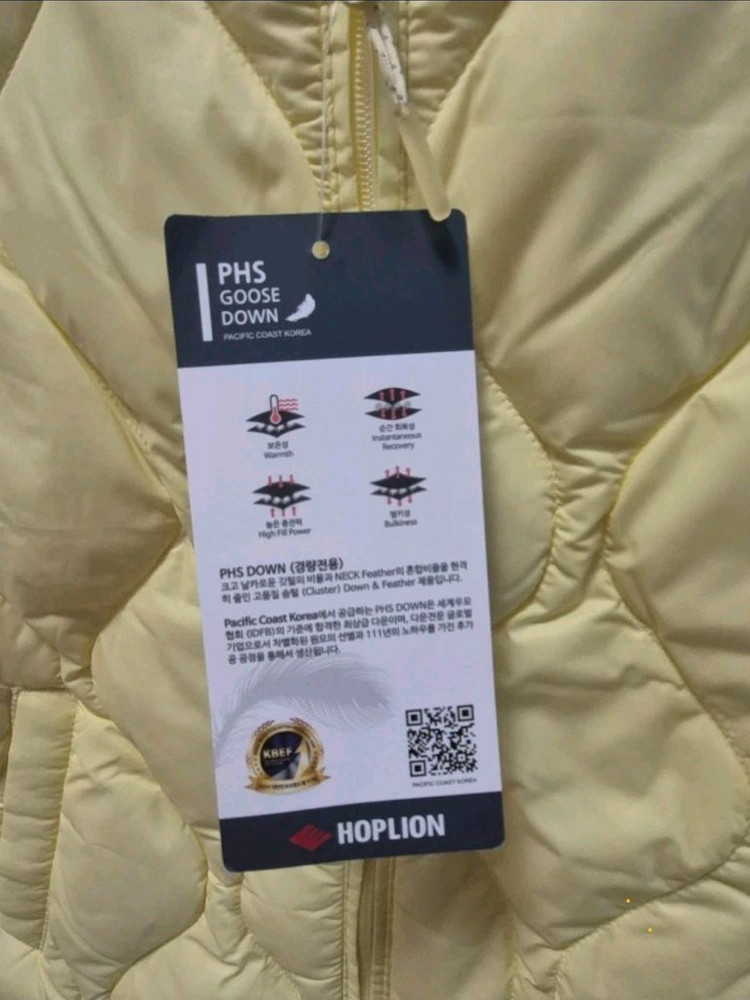 PHS
GOOSE
DOWN
PACIFIC COAST KOREA
보온성
Warmth
순간 회복성
Instantaneous
Recovery
높은 충전력
High Fill Power
벌키성
Bulkiness
PHS DOWN (경량전용)
크고 날카로운 깃털의 비율과 NECK Feather의 혼합비율을 현격
히 줄인 고품질 솜털 (Cluster) Down & Feather 제품입니다.
Pacific Coast Korea에서 공급하는 PHS DOWN은 세계우모
협회 (IDFB)의 기준에 합격한 최상급 다운이며, 다운전문 글로벌
기업으로서 차별화된 원모의 선별과 111년의 노하우를 가진 후가
공 공정을 통해서 생산됩니다.
KBEF
PACIFIC COAST KOREA
HOPLION